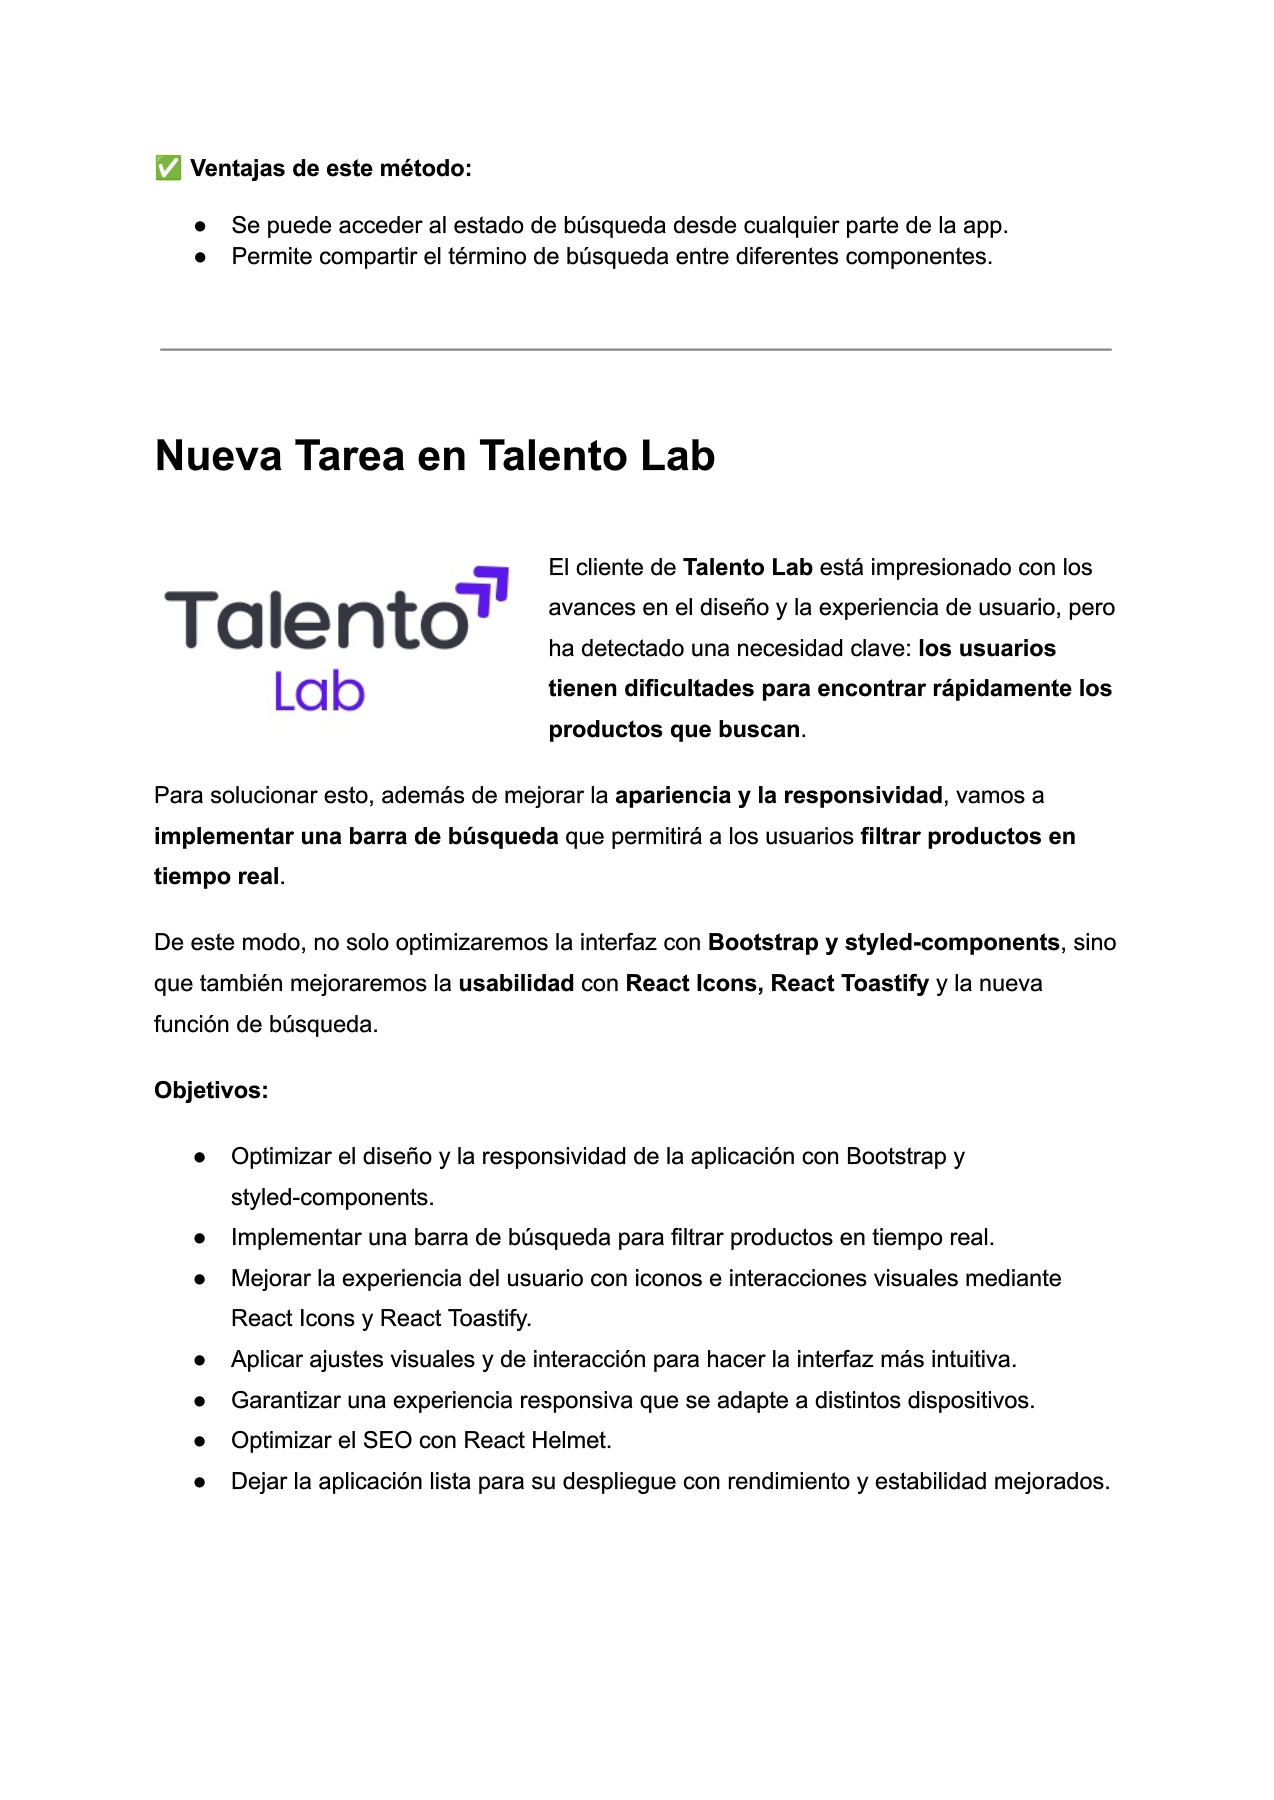 ✅ Ventajas de este método:
● Se puede acceder al estado de búsqueda desde cualquier parte de la app.
● Permite compartir el término de búsqueda entre diferentes componentes.
Nueva Tarea en Talento Lab
Talento
Lab
El cliente de Talento Lab está impresionado con los
avances en el diseño y la experiencia de usuario, pero
ha detectado una necesidad clave: los usuarios
tienen dificultades para encontrar rápidamente los
productos que buscan.
Para solucionar esto, además de mejorar la apariencia y la responsividad, vamos a
implementar una barra de búsqueda que permitirá a los usuarios filtrar productos en
tiempo real.
De este modo, no solo optimizaremos la interfaz con Bootstrap y styled-components, sino
que también mejoraremos la usabilidad con React Icons, React Toastify y la nueva
función de búsqueda.
Objetivos:
● Optimizar el diseño y la responsividad de la aplicación con Bootstrap y
styled-components.
● Implementar una barra de búsqueda para filtrar productos en tiempo real.
● Mejorar la experiencia del usuario con iconos e interacciones visuales mediante
React Icons y React Toastify.
● Aplicar ajustes visuales y de interacción para hacer la interfaz más intuitiva.
● Garantizar una experiencia responsiva que se adapte a distintos dispositivos.
● Optimizar el SEO con React Helmet.
● Dejar la aplicación lista para su despliegue con rendimiento y estabilidad mejorados.